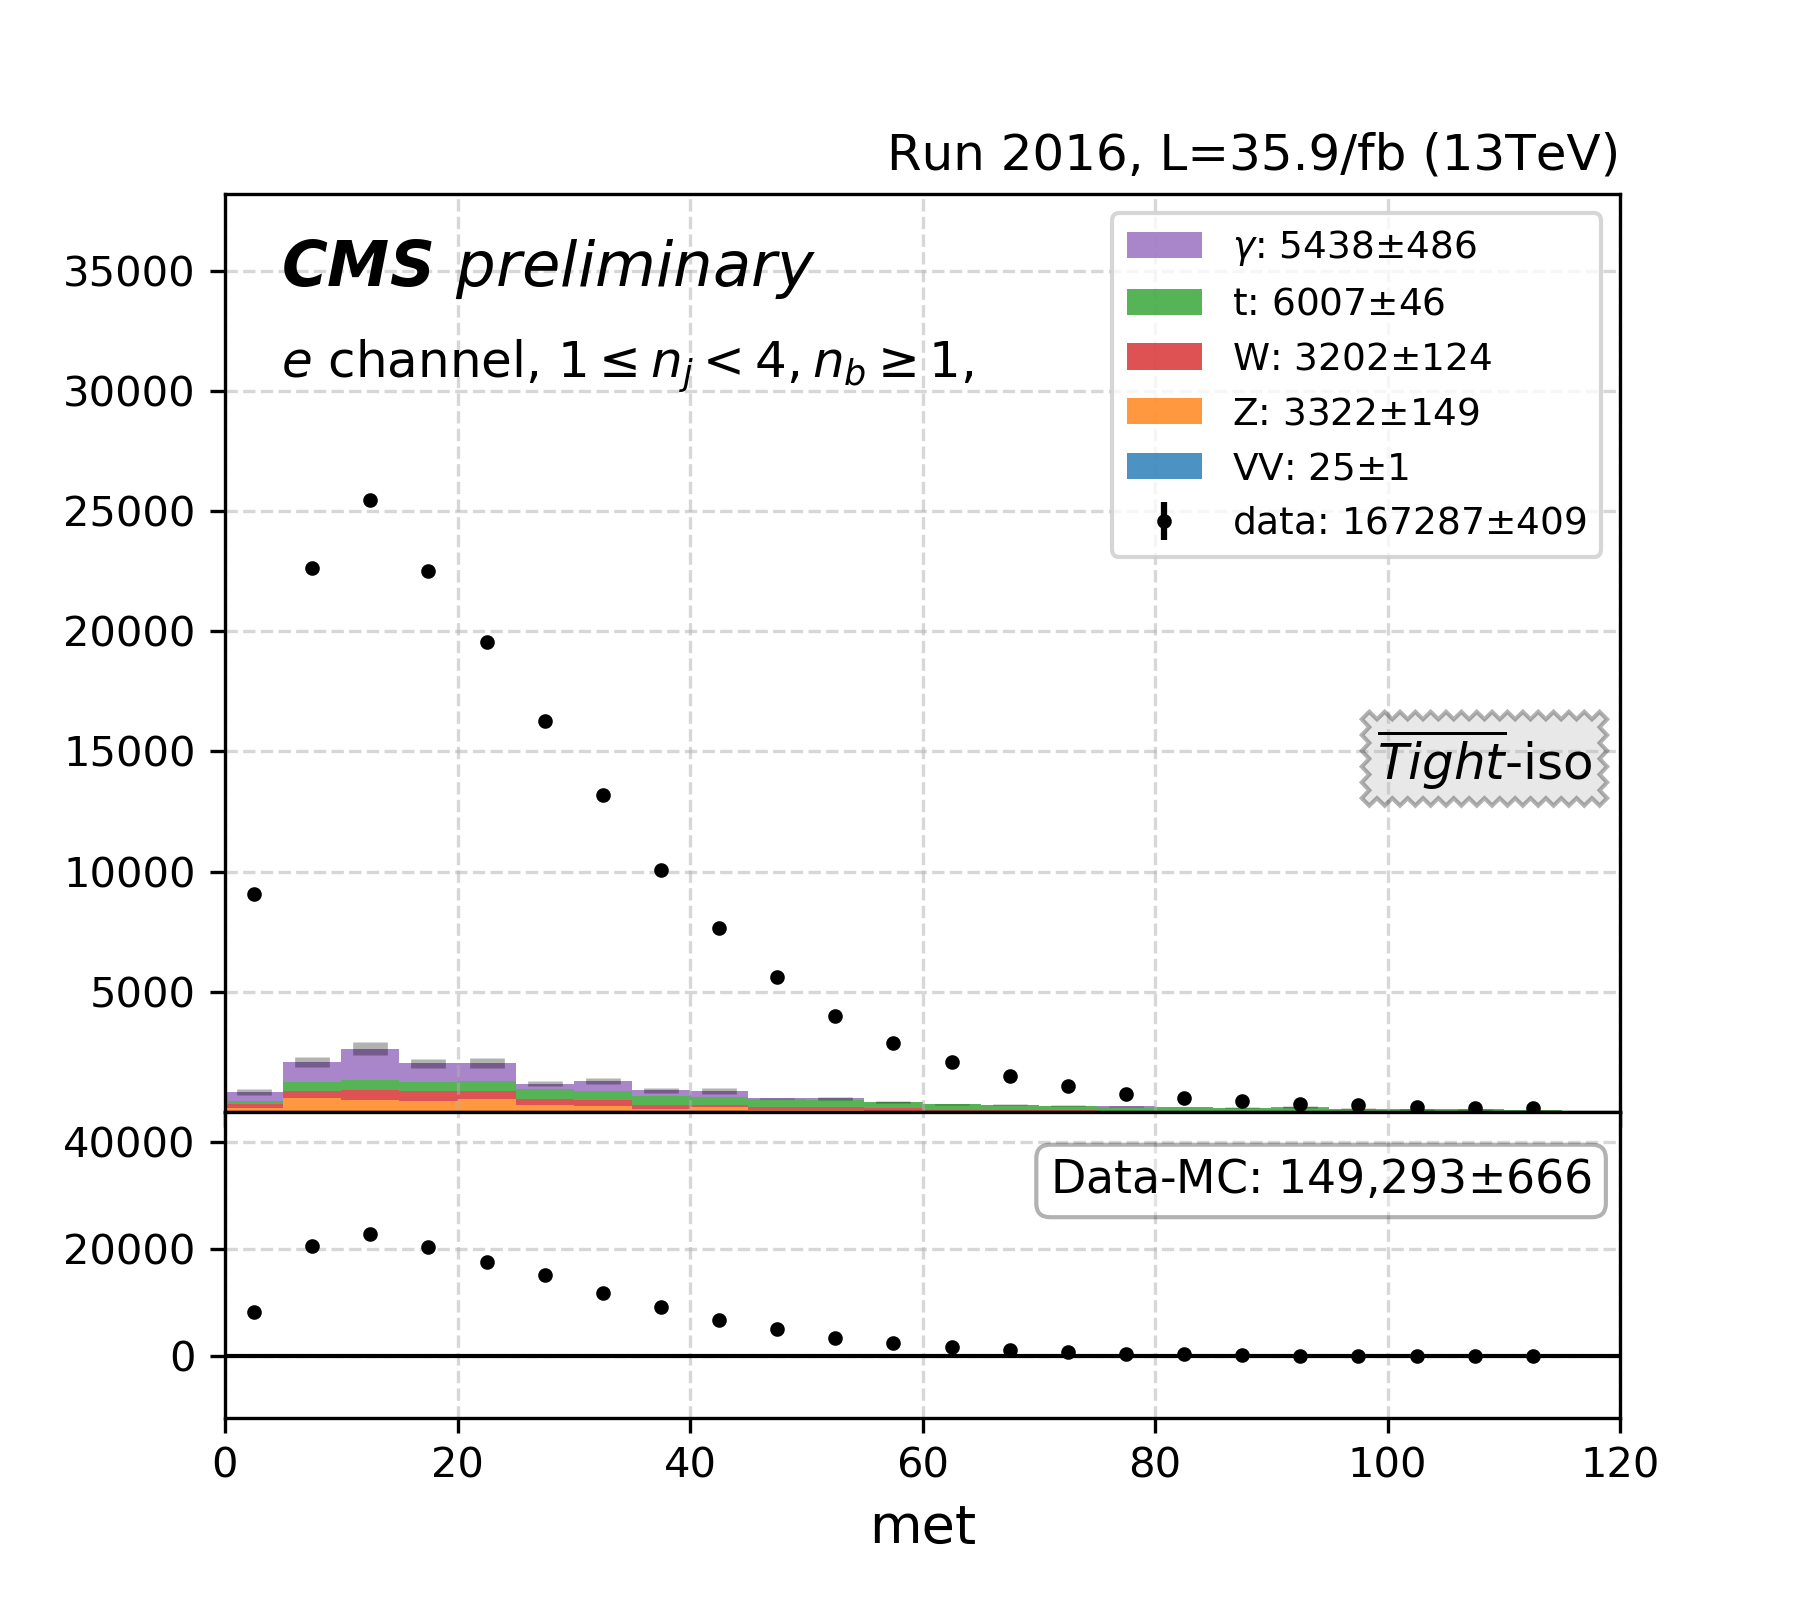 Run 2016, L=35.9/fb (13TeV)
CMS preliminary
e channel, 1 ≤ n_j < 4, n_b ≥ 1,
γ: 5438±486
t: 6007±46
W: 3202±124
Z: 3322±149
VV: 25±1
data: 167287±409
35000
30000
25000
20000
15000
10000
5000
T̅i̅g̅h̅t̅-iso
40000
20000
0
Data-MC: 149,293±666
0 20 40 60 80 100 120
met